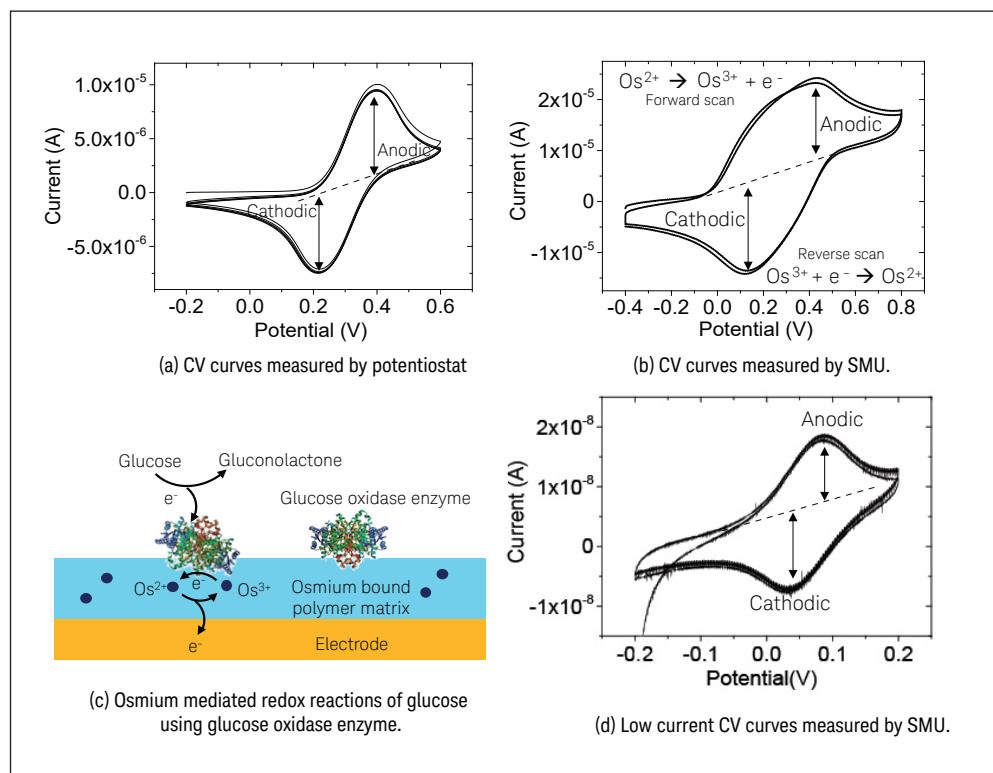 1.0x10⁻⁵
5.0x10⁻⁶
0.0
-5.0x10⁻⁶
Current (A)
Anodic
Cathodic
-0.2 0.0 0.2 0.4 0.6
Potential (V)
(a) CV curves measured by potentiostat
Os²⁺ → Os³⁺ + e⁻
Forward scan
2x10⁻⁵
1x10⁻⁵
0
-1x10⁻⁵
Current (A)
Anodic
Cathodic
Reverse scan
Os³⁺ + e⁻ → Os²⁺
-0.4 -0.2 0.0 0.2 0.4 0.6 0.8
Potential (V)
(b) CV curves measured by SMU.
Glucose
Gluconolactone
e⁻
Glucose oxidase enzyme
e⁻
Os²⁺
Os³⁺
Osmium bound
polymer matrix
e⁻
Electrode
(c) Osmium mediated redox reactions of glucose
using glucose oxidase enzyme.
2x10⁻⁸
1x10⁻⁸
0
-1x10⁻⁸
Current (A)
Anodic
Cathodic
-0.2 -0.1 0.0 0.1 0.2
Potential(V)
(d) Low current CV curves measured by SMU.